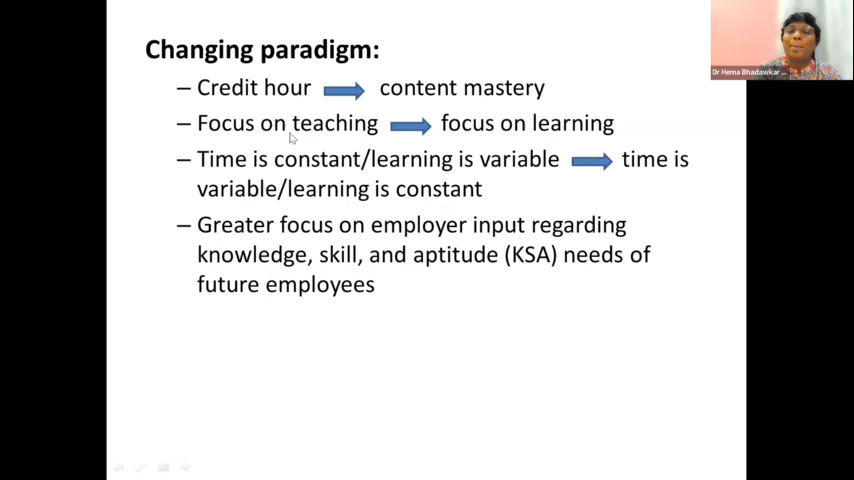 Changing paradigm:
– Credit hour content mastery
– Focus on teaching focus on learning
– Time is constant/learning is variable time is
variable/learning is constant
– Greater focus on employer input regarding
knowledge, skill, and aptitude (KSA) needs of
future employees
Dr Hema Bhadawkar ...